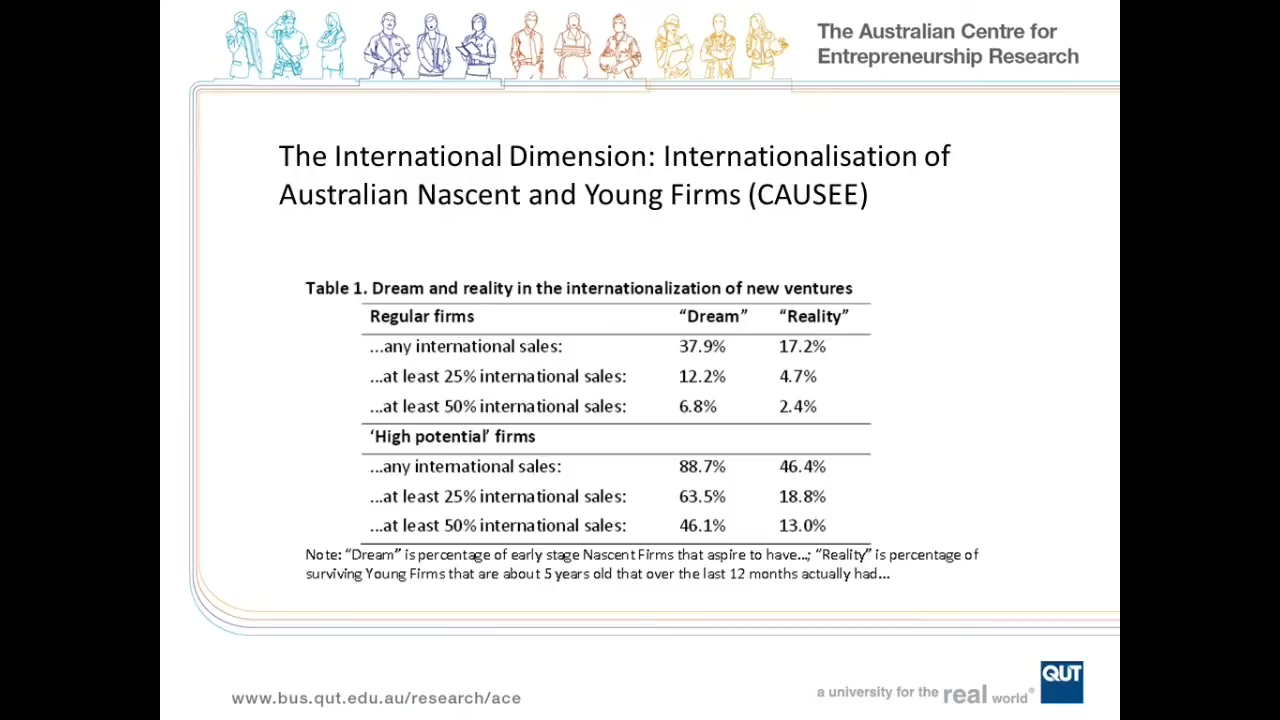 The Australian Centre for
Entrepreneurship Research
The International Dimension: Internationalisation of
Australian Nascent and Young Firms (CAUSEE)
Table 1. Dream and reality in the internationalization of new ventures
Regular firms “Dream” “Reality”
...any international sales: 37.9% 17.2%
...at least 25% international sales: 12.2% 4.7%
...at least 50% international sales: 6.8% 2.4%
‘High potential’ firms
...any international sales: 88.7% 46.4%
...at least 25% international sales: 63.5% 18.8%
...at least 50% international sales: 46.1% 13.0%
Note: “Dream” is percentage of early stage Nascent Firms that aspire to have...; “Reality” is percentage of
surviving Young Firms that are about 5 years old that over the last 12 months actually had...
www.bus.qut.edu.au/research/ace
a university for the real world®
QUT